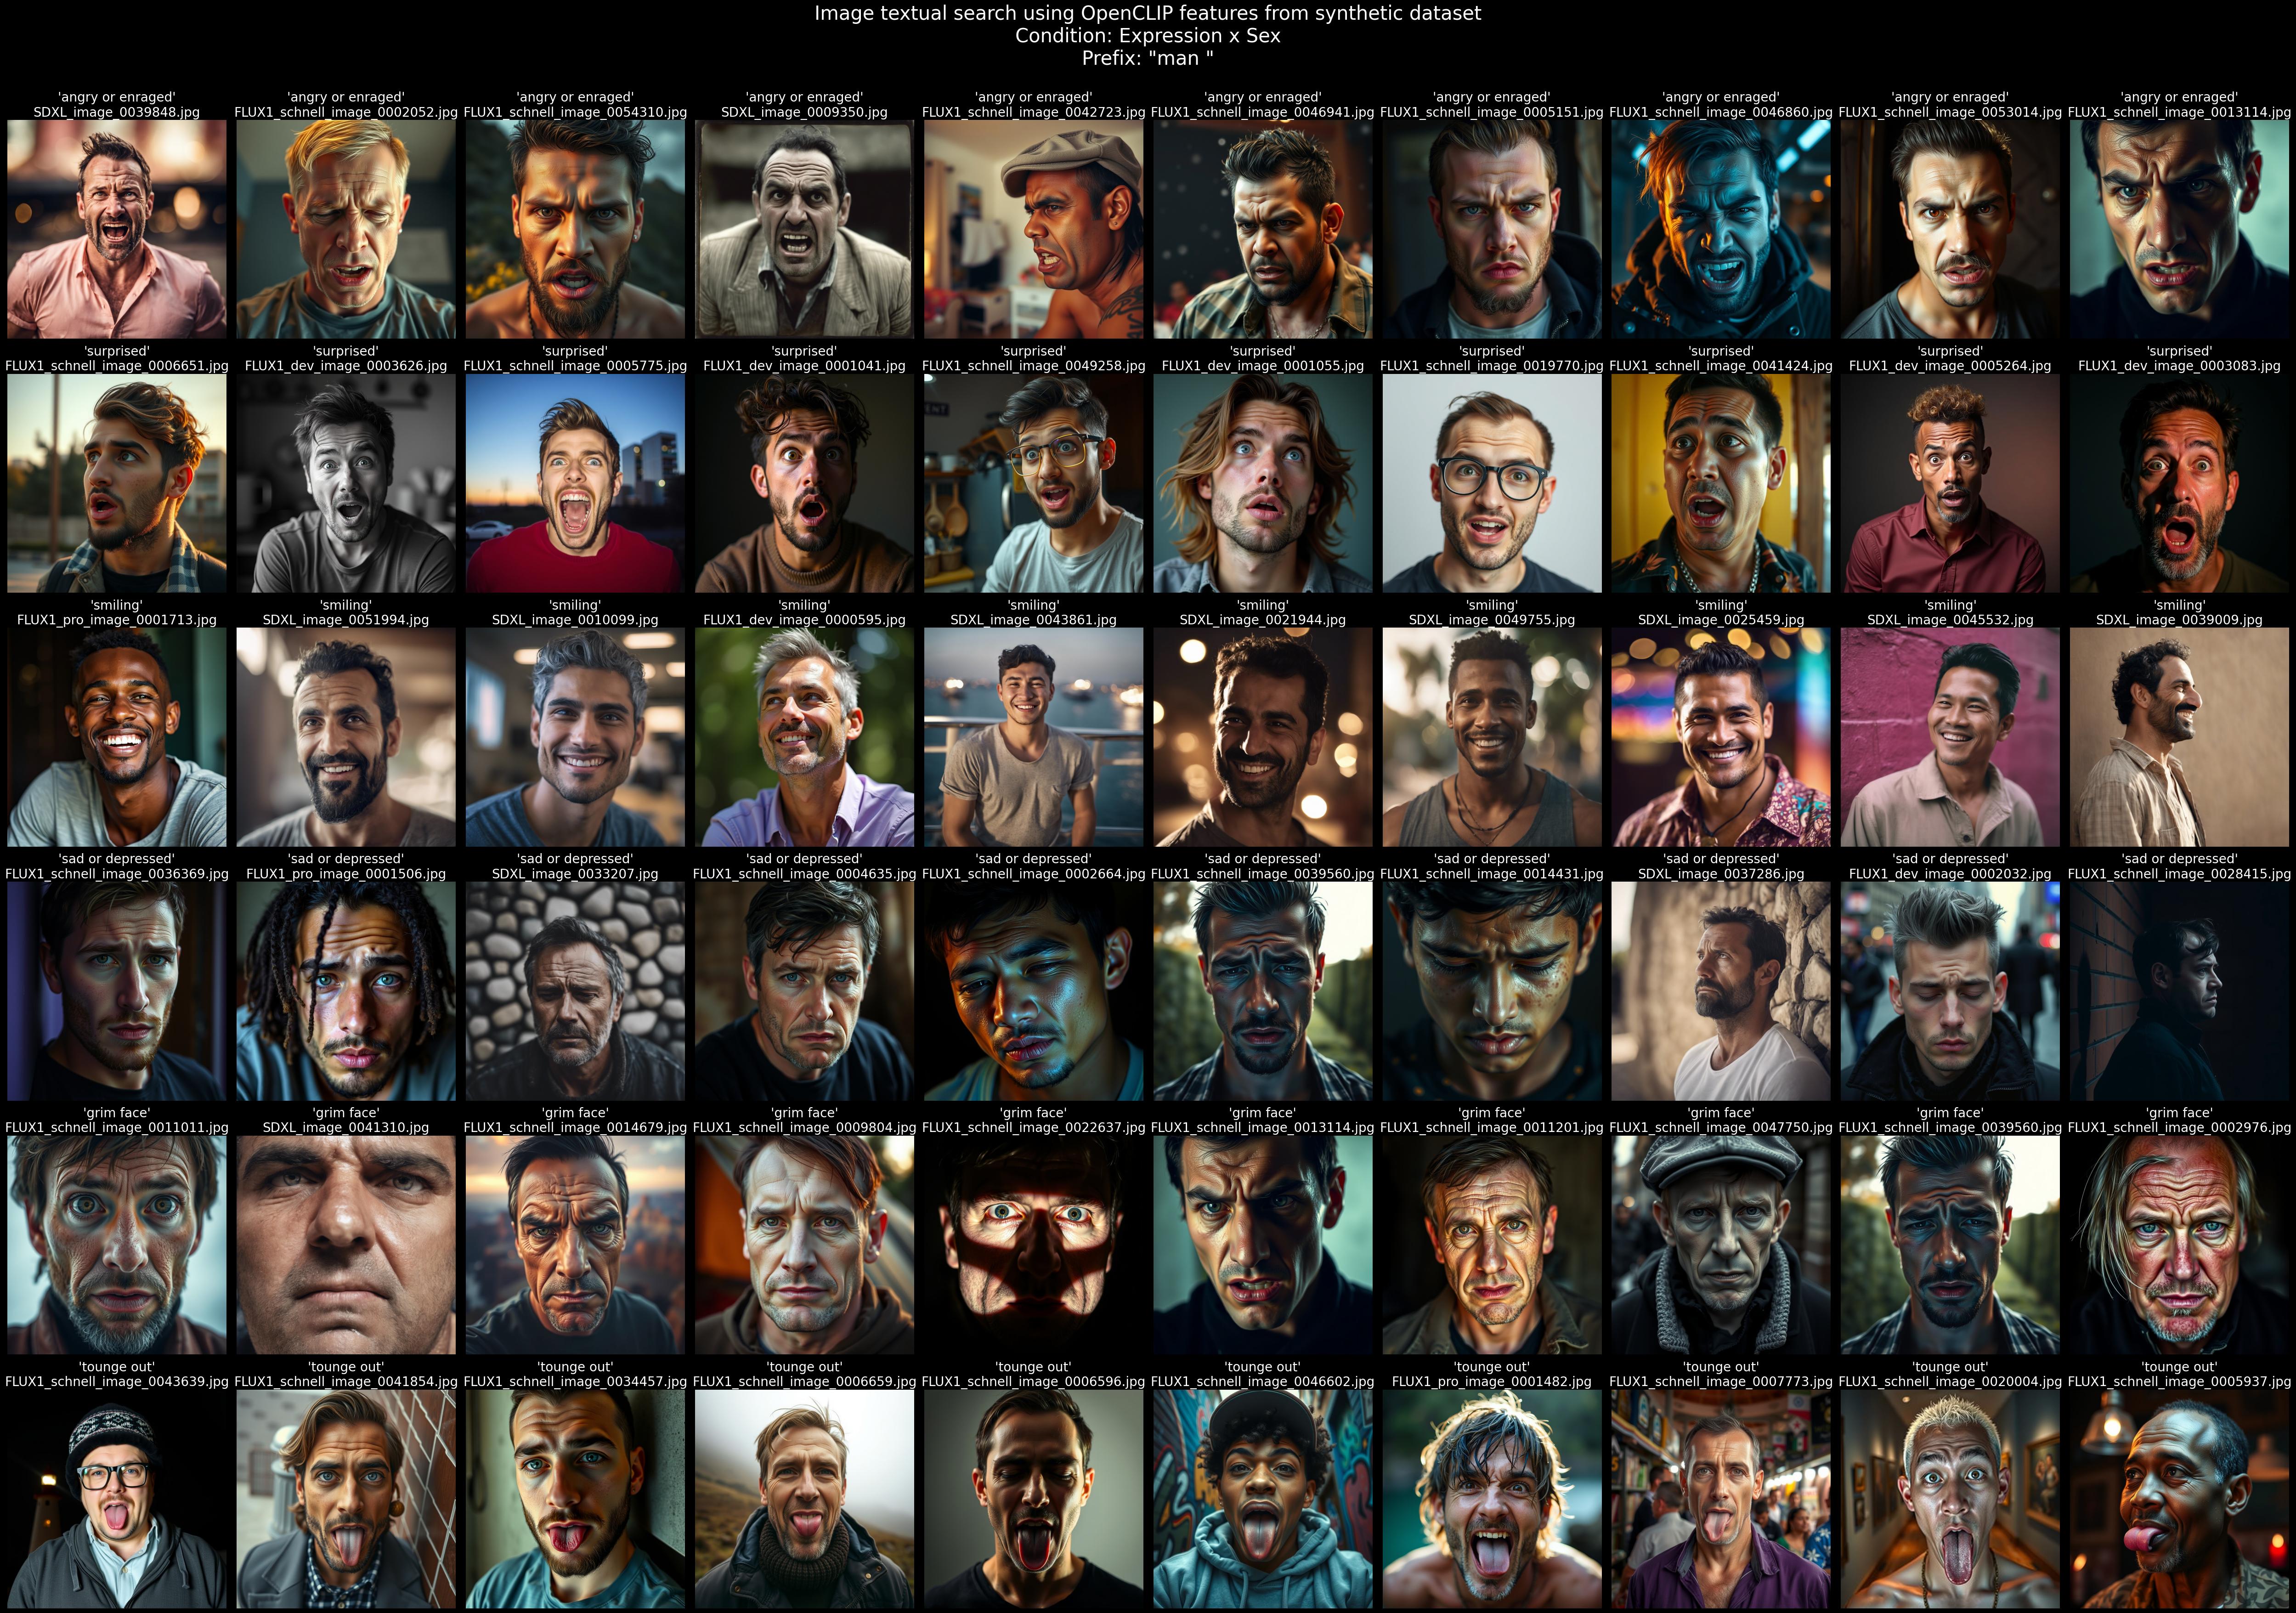 Image textual search using OpenCLIP features from synthetic dataset
Condition: Expression x Sex
Prefix: "man "
'angry or enraged' 'angry or enraged' 'angry or enraged' 'angry or enraged' 'angry or enraged' 'angry or enraged' 'angry or enraged' 'angry or enraged' 'angry or enraged' 'angry or enraged'
SDXL_image_0039848.jpg FLUX1_schnell_image_0002052.jpg FLUX1_schnell_image_0054310.jpg SDXL_image_0009350.jpg FLUX1_schnell_image_0042723.jpg FLUX1_schnell_image_0046941.jpg FLUX1_schnell_image_0005151.jpg FLUX1_schnell_image_0046860.jpg FLUX1_schnell_image_0053014.jpg FLUX1_schnell_image_0013114.jpg
'surprised' 'surprised' 'surprised' 'surprised' 'surprised' 'surprised' 'surprised' 'surprised' 'surprised' 'surprised'
FLUX1_schnell_image_0006651.jpg FLUX1_dev_image_0003626.jpg FLUX1_schnell_image_0005775.jpg FLUX1_dev_image_0001041.jpg FLUX1_schnell_image_0049258.jpg FLUX1_dev_image_0001055.jpg FLUX1_schnell_image_0019770.jpg FLUX1_schnell_image_0041424.jpg FLUX1_dev_image_0005264.jpg FLUX1_dev_image_0003083.jpg
'smiling' 'smiling' 'smiling' 'smiling' 'smiling' 'smiling' 'smiling' 'smiling' 'smiling' 'smiling'
FLUX1_pro_image_0001713.jpg SDXL_image_0051994.jpg SDXL_image_0010099.jpg FLUX1_dev_image_0000595.jpg SDXL_image_0043861.jpg SDXL_image_0021944.jpg SDXL_image_0049755.jpg SDXL_image_0025459.jpg SDXL_image_0045532.jpg SDXL_image_0039009.jpg
'sad or depressed' 'sad or depressed' 'sad or depressed' 'sad or depressed' 'sad or depressed' 'sad or depressed' 'sad or depressed' 'sad or depressed' 'sad or depressed' 'sad or depressed'
FLUX1_schnell_image_0036369.jpg FLUX1_pro_image_0001506.jpg SDXL_image_0033207.jpg FLUX1_schnell_image_0004635.jpg FLUX1_schnell_image_0002664.jpg FLUX1_schnell_image_0039560.jpg FLUX1_schnell_image_0014431.jpg SDXL_image_0037286.jpg FLUX1_dev_image_0002032.jpg FLUX1_schnell_image_0028415.jpg
'grim face' 'grim face' 'grim face' 'grim face' 'grim face' 'grim face' 'grim face' 'grim face' 'grim face' 'grim face'
FLUX1_schnell_image_0011011.jpg SDXL_image_0041310.jpg FLUX1_schnell_image_0014679.jpg FLUX1_schnell_image_0009804.jpg FLUX1_schnell_image_0022637.jpg FLUX1_schnell_image_0013114.jpg FLUX1_schnell_image_0011201.jpg FLUX1_schnell_image_0047750.jpg FLUX1_schnell_image_0039560.jpg FLUX1_schnell_image_0002976.jpg
'tounge out' 'tounge out' 'tounge out' 'tounge out' 'tounge out' 'tounge out' 'tounge out' 'tounge out' 'tounge out' 'tounge out'
FLUX1_schnell_image_0043639.jpg FLUX1_schnell_image_0041854.jpg FLUX1_schnell_image_0034457.jpg FLUX1_schnell_image_0006659.jpg FLUX1_schnell_image_0006596.jpg FLUX1_schnell_image_0046602.jpg FLUX1_pro_image_0001482.jpg FLUX1_schnell_image_0007773.jpg FLUX1_schnell_image_0020004.jpg FLUX1_schnell_image_0005937.jpg